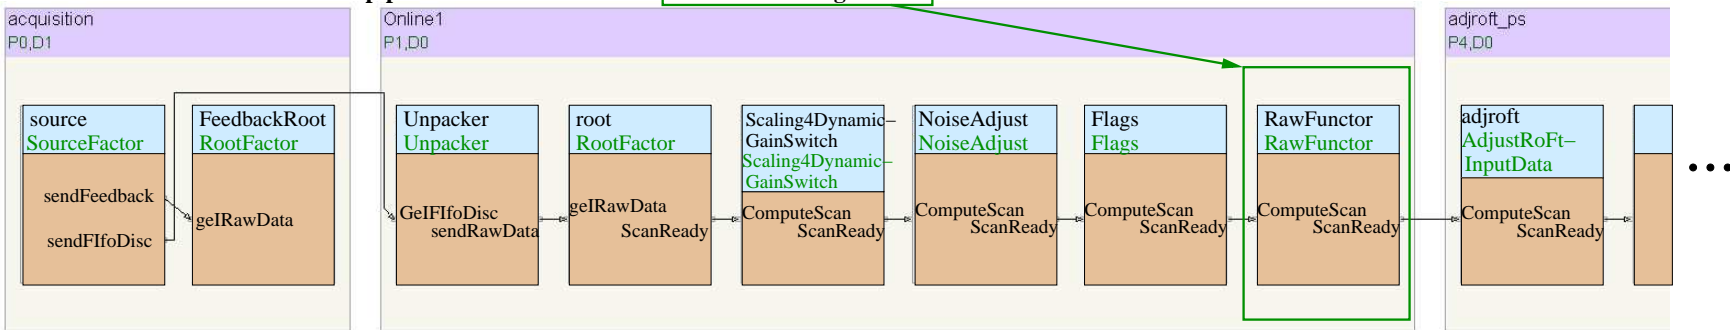 acquisition
P0,D1
source
SourceFactor
sendFeedback
sendFIfoDisc
FeedbackRoot
RootFactor
geIRawData
Online1
P1,D0
Unpacker
Unpacker
GeIFIfoDisc
sendRawData
root
RootFactor
geIRawData
ScanReady
Scaling4Dynamic–
GainSwitch
Scaling4Dynamic–
GainSwitch
ComputeScan
ScanReady
NoiseAdjust
NoiseAdjust
ComputeScan
ScanReady
Flags
Flags
ComputeScan
ScanReady
RawFunctor
RawFunctor
ComputeScan
ScanReady
adjroft_ps
P4,D0
adjroft
AdjustRoFt–
InputData
ComputeScan
ScanReady
...